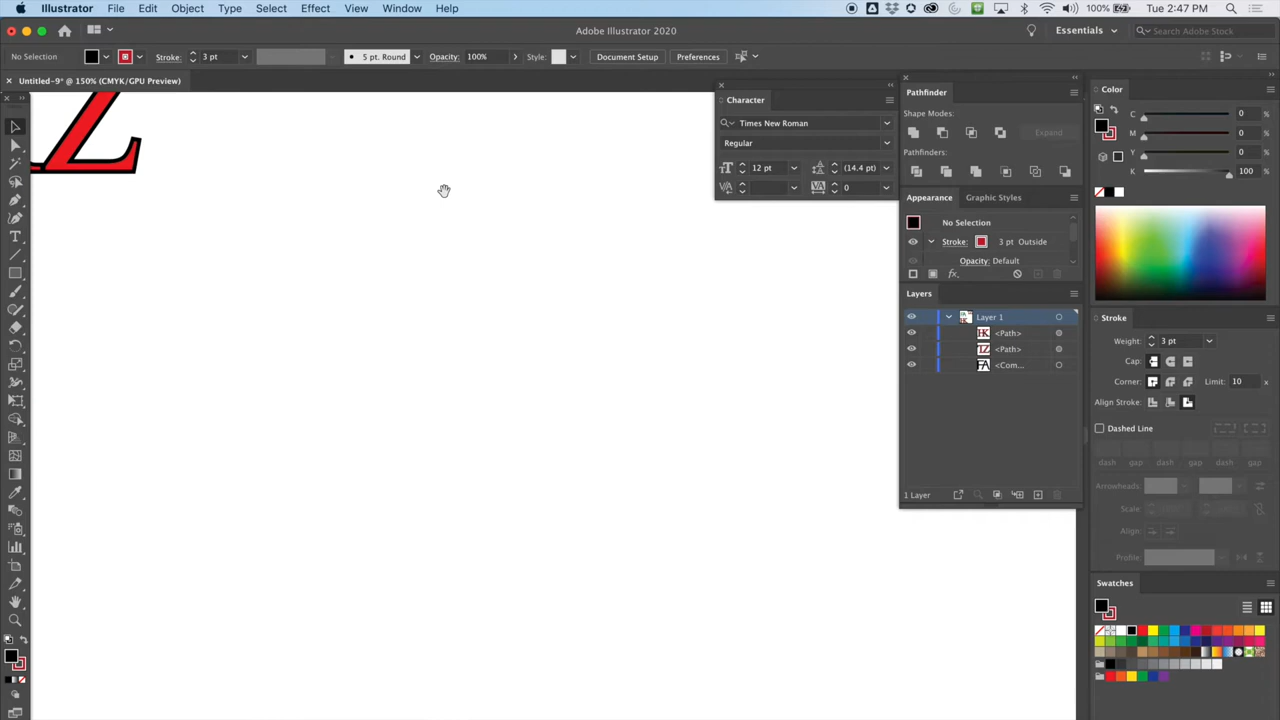 Illustrator File Edit Object Type Select Effect View Window Help 100% Tue 2:47 PM
Adobe Illustrator 2020 Essentials Search Adobe Stock
No Selection Stroke: 3 pt 5 pt. Round Opacity: 100% Style: Document Setup Preferences
Untitled-9* @ 150% (CMYK/GPU Preview)
Z
Character
Times New Roman
Regular
12 pt (14.4 pt)
0
Pathfinder
Shape Modes:
Expand
Pathfinders:
Appearance Graphic Styles
No Selection
Stroke: 3 pt Outside
Opacity: Default
fx
Layers
Layer 1
<Path>
<Path>
<Com...
1 Layer
Color
C 0 %
M 0 %
Y 0 %
K 100 %
Stroke
Weight: 3 pt
Cap:
Corner: Limit: 10 x
Align Stroke:
Dashed Line
dash gap dash gap dash gap
Arrowheads:
Scale:
Align:
Profile:
Swatches